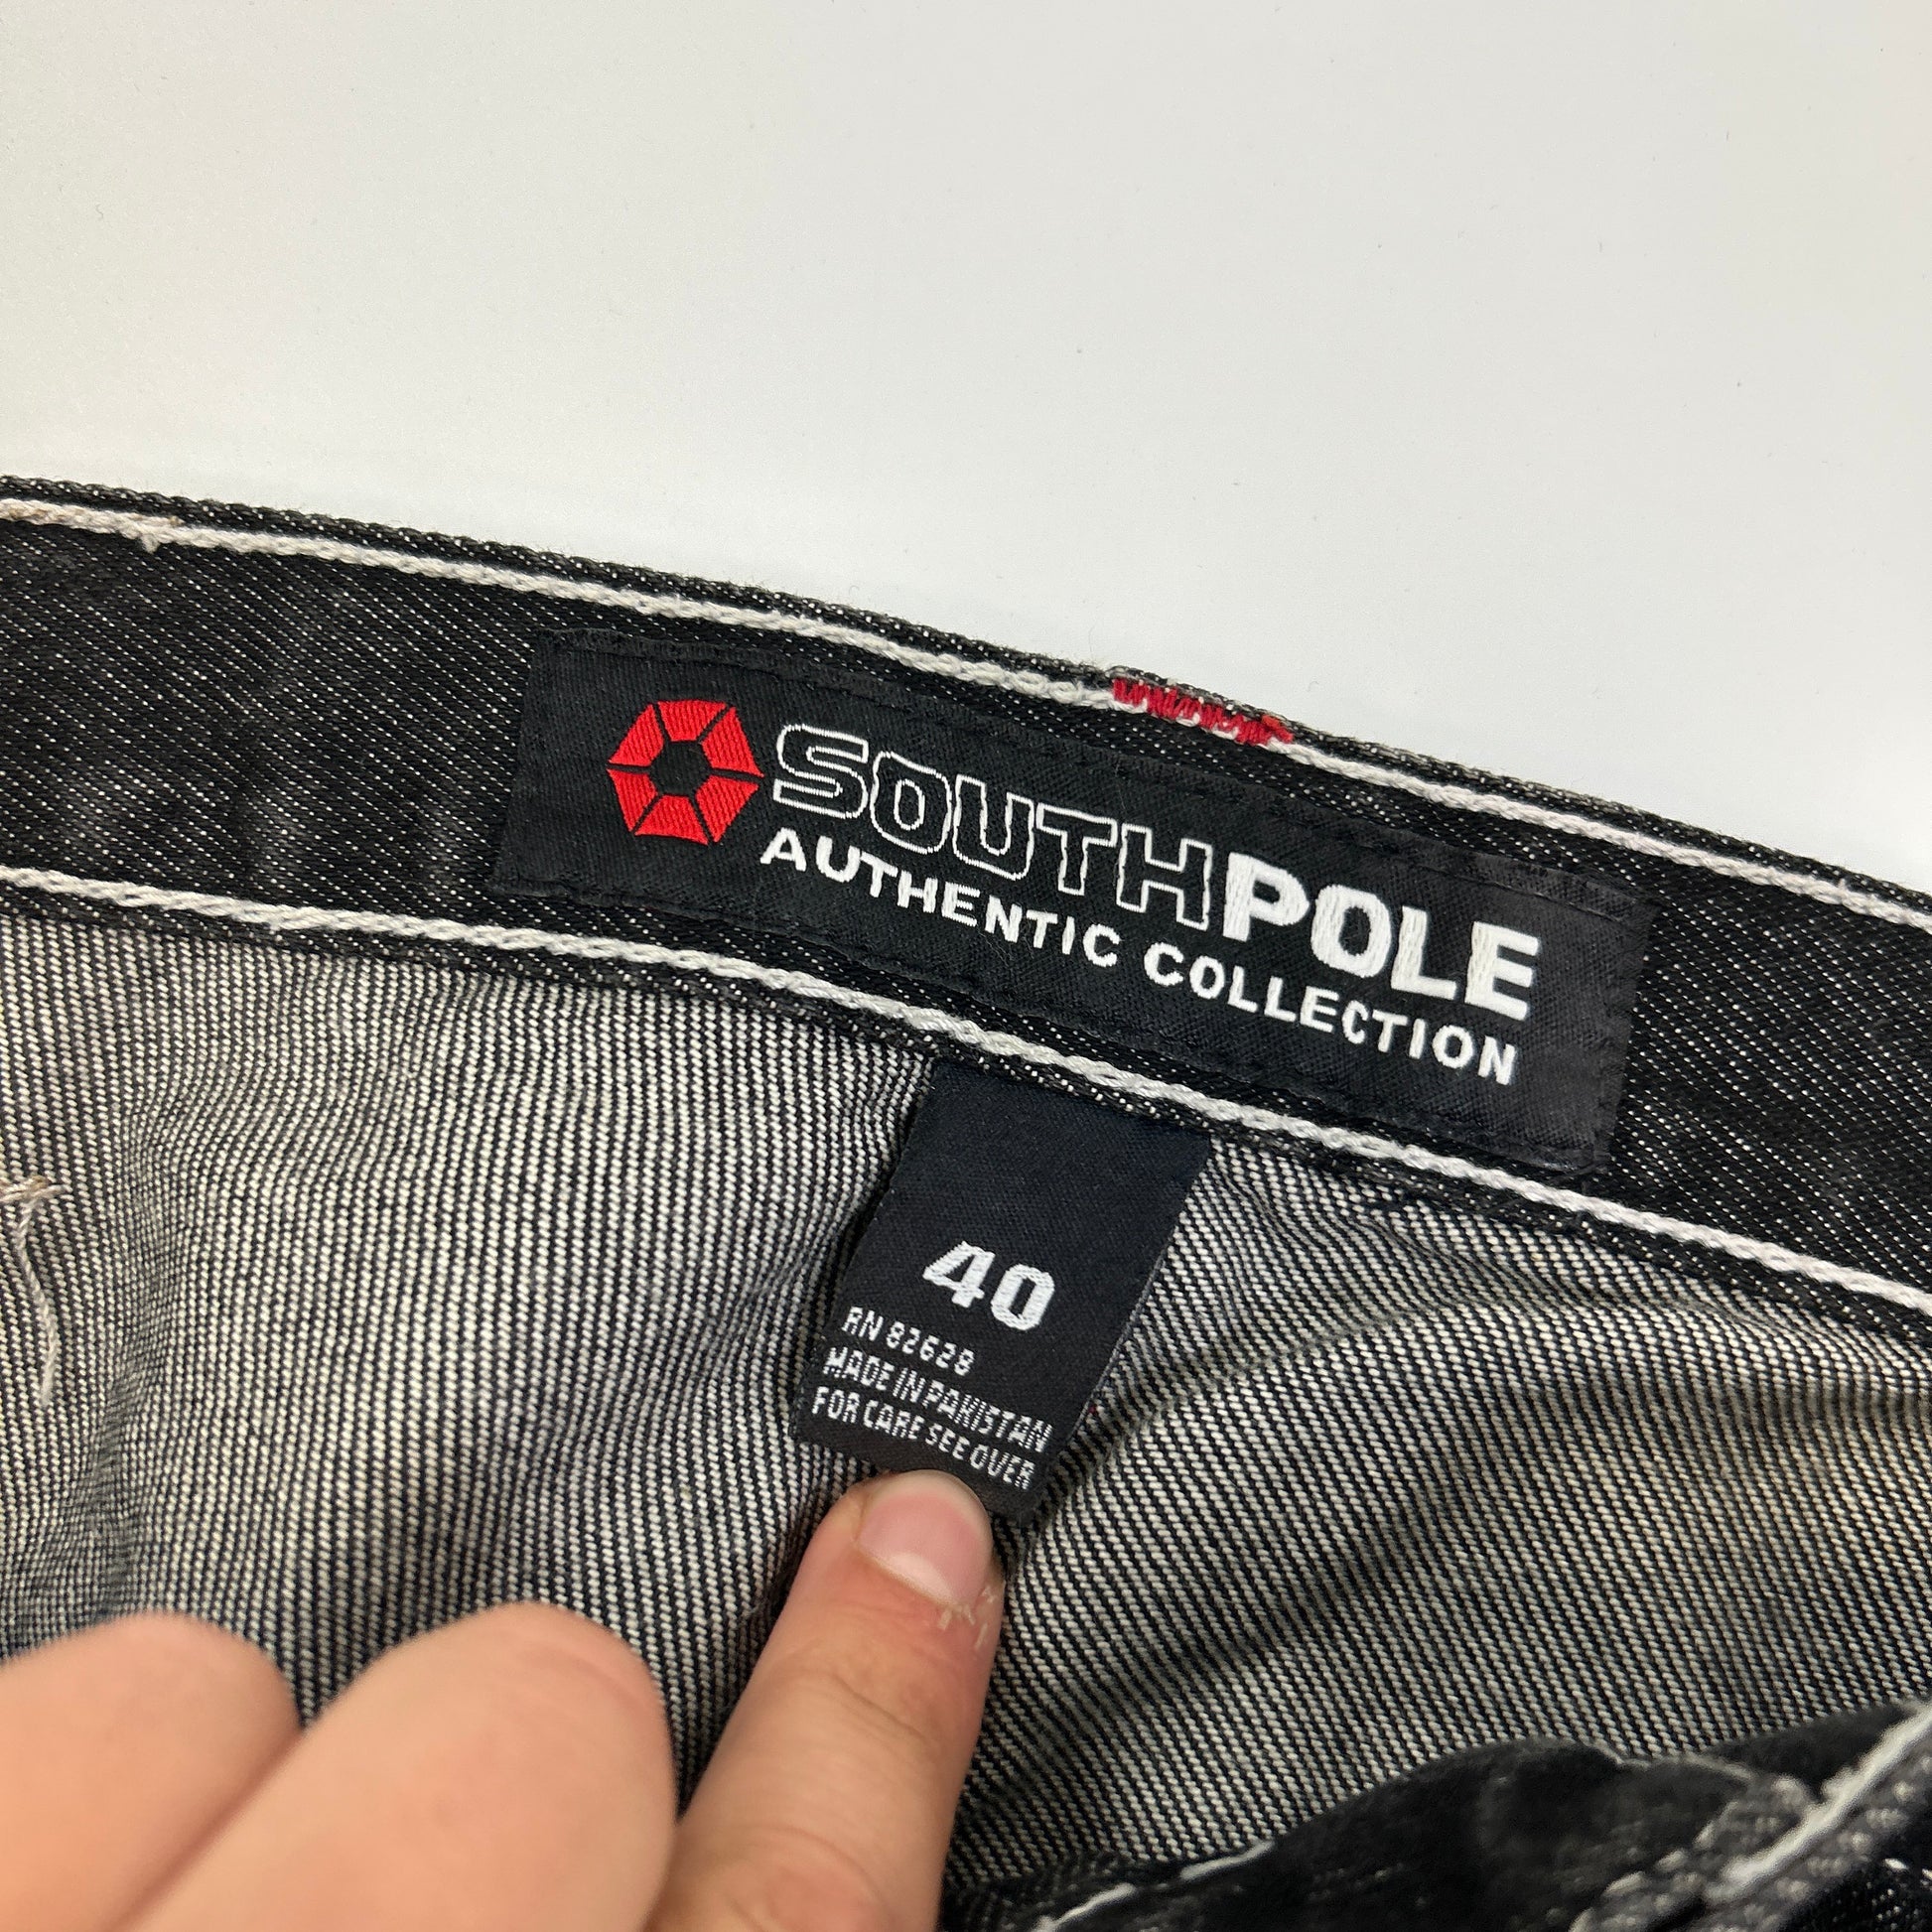 SOUTHPOLE
AUTHENTIC COLLECTION
40
RN 82628
MADE IN PAKISTAN
FOR CARE SEE OVER